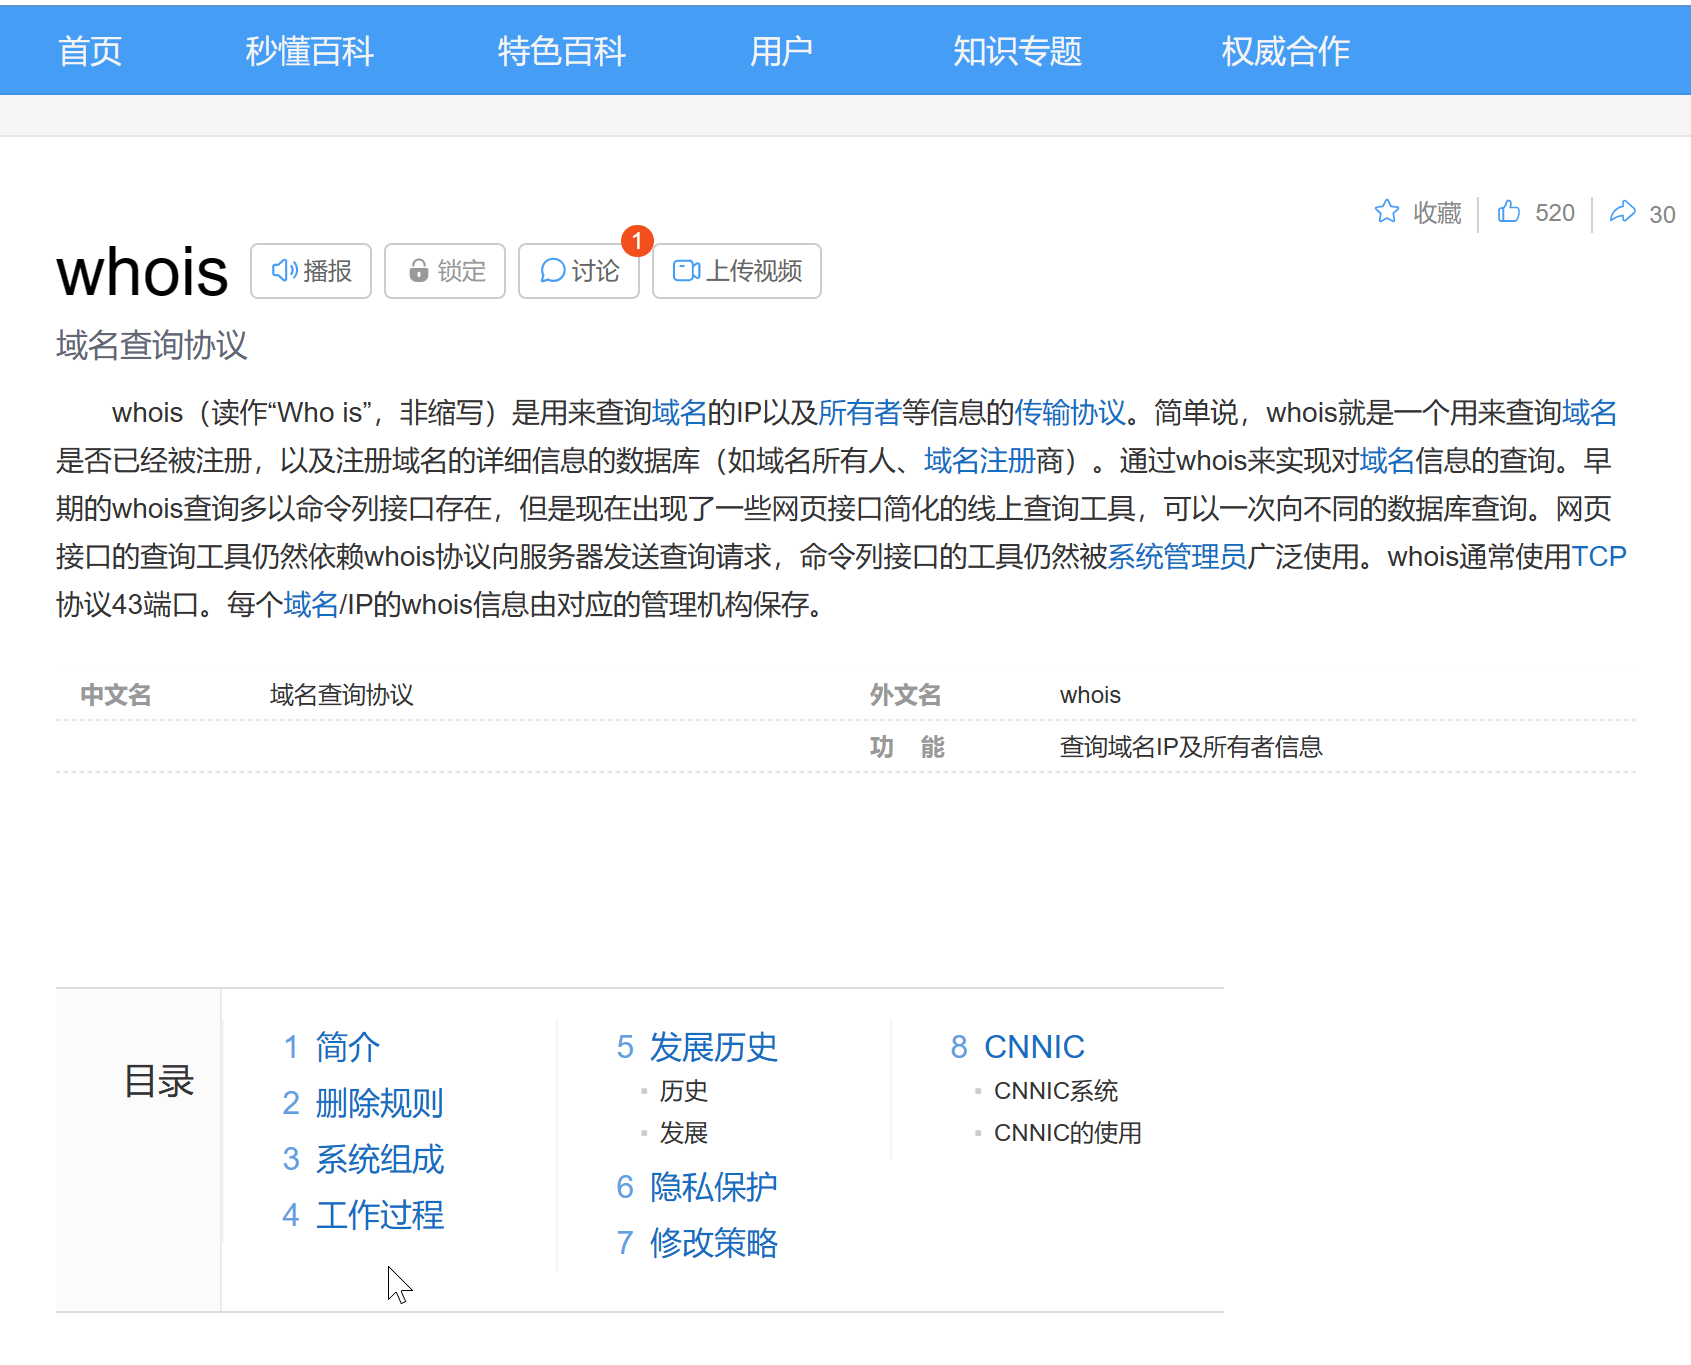 首页 秒懂百科 特色百科 用户 知识专题 权威合作
收藏 520 30
whois 播报 锁定 讨论 1 上传视频
域名查询协议
whois（读作“Who is”，非缩写）是用来查询域名的IP以及所有者等信息的传输协议。简单说，whois就是一个用来查询域名
是否已经被注册，以及注册域名的详细信息的数据库（如域名所有人、域名注册商）。通过whois来实现对域名信息的查询。早
期的whois查询多以命令列接口存在，但是现在出现了一些网页接口简化的线上查询工具，可以一次向不同的数据库查询。网页
接口的查询工具仍然依赖whois协议向服务器发送查询请求，命令列接口的工具仍然被系统管理员广泛使用。whois通常使用TCP
协议43端口。每个域名/IP的whois信息由对应的管理机构保存。
中文名 域名查询协议 外文名 whois
功 能 查询域名IP及所有者信息
目录
1 简介
2 删除规则
3 系统组成
4 工作过程
5 发展历史
历史
发展
6 隐私保护
7 修改策略
8 CNNIC
CNNIC系统
CNNIC的使用